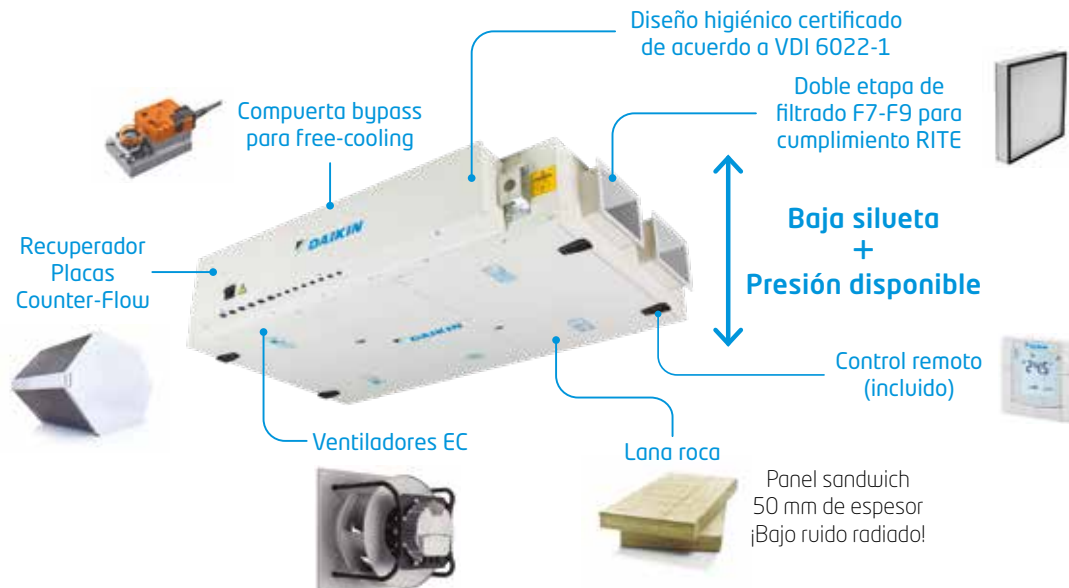 Diseño higiénico certificado
de acuerdo a VDI 6022-1
Doble etapa de
filtrado F7-F9 para
cumplimiento RITE
Compuerta bypass
para free-cooling
DAIKIN
Baja silueta
+
Presión disponible
Recuperador
Placas
Counter-Flow
DAIKIN
Control remoto
(incluido)
24.5
Ventiladores EC
Lana roca
Panel sandwich
50 mm de espesor
¡Bajo ruido radiado!